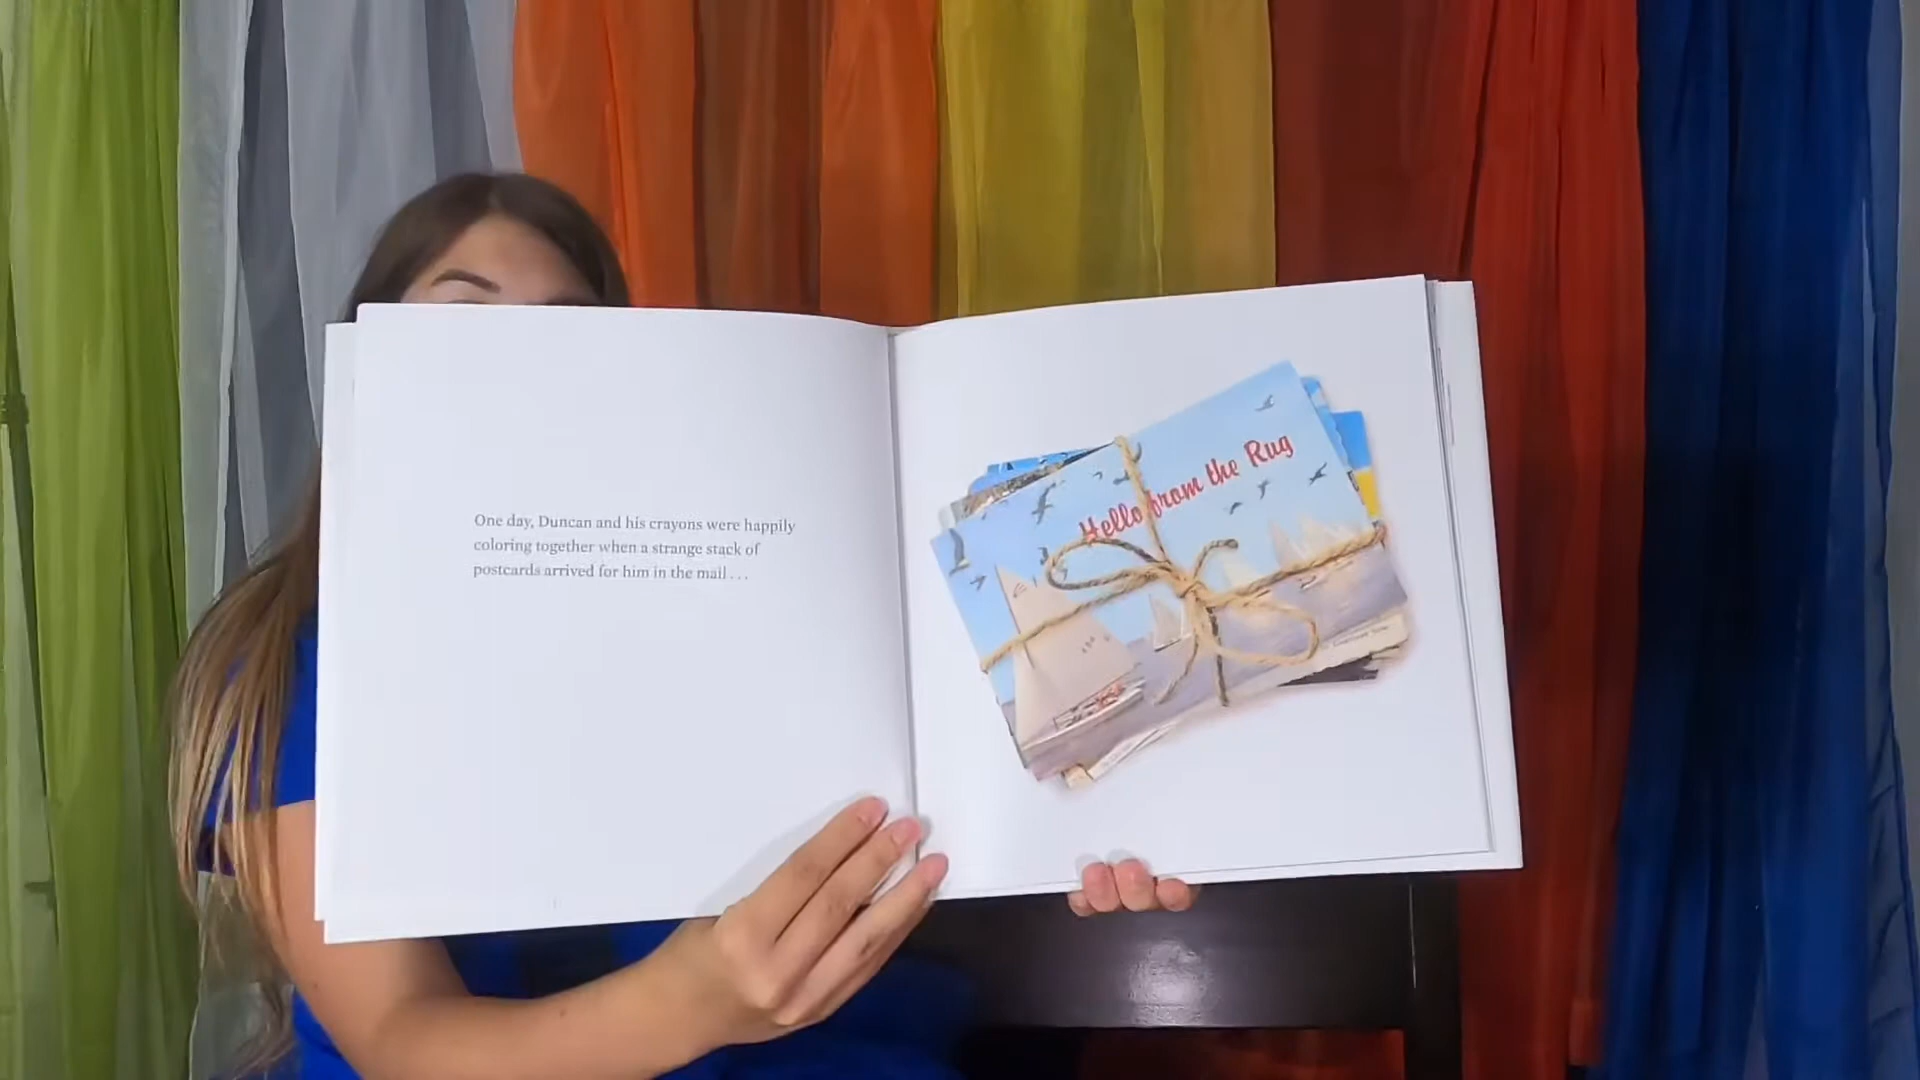 One day, Duncan and his crayons were happily
coloring together when a strange stack of
postcards arrived for him in the mail . . .
Hello from the Rug